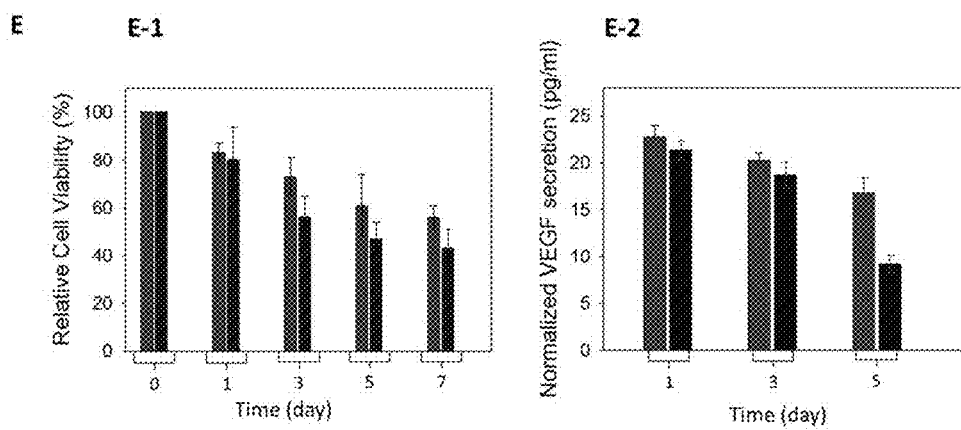 E
E-1
Relative Cell Viability (%)
100
80
60
40
20
0
0 1 3 5 7
Time (day)
E-2
Normalized VEGF secretion (pg/ml)
25
20
15
10
5
0
1 3 5
Time (day)